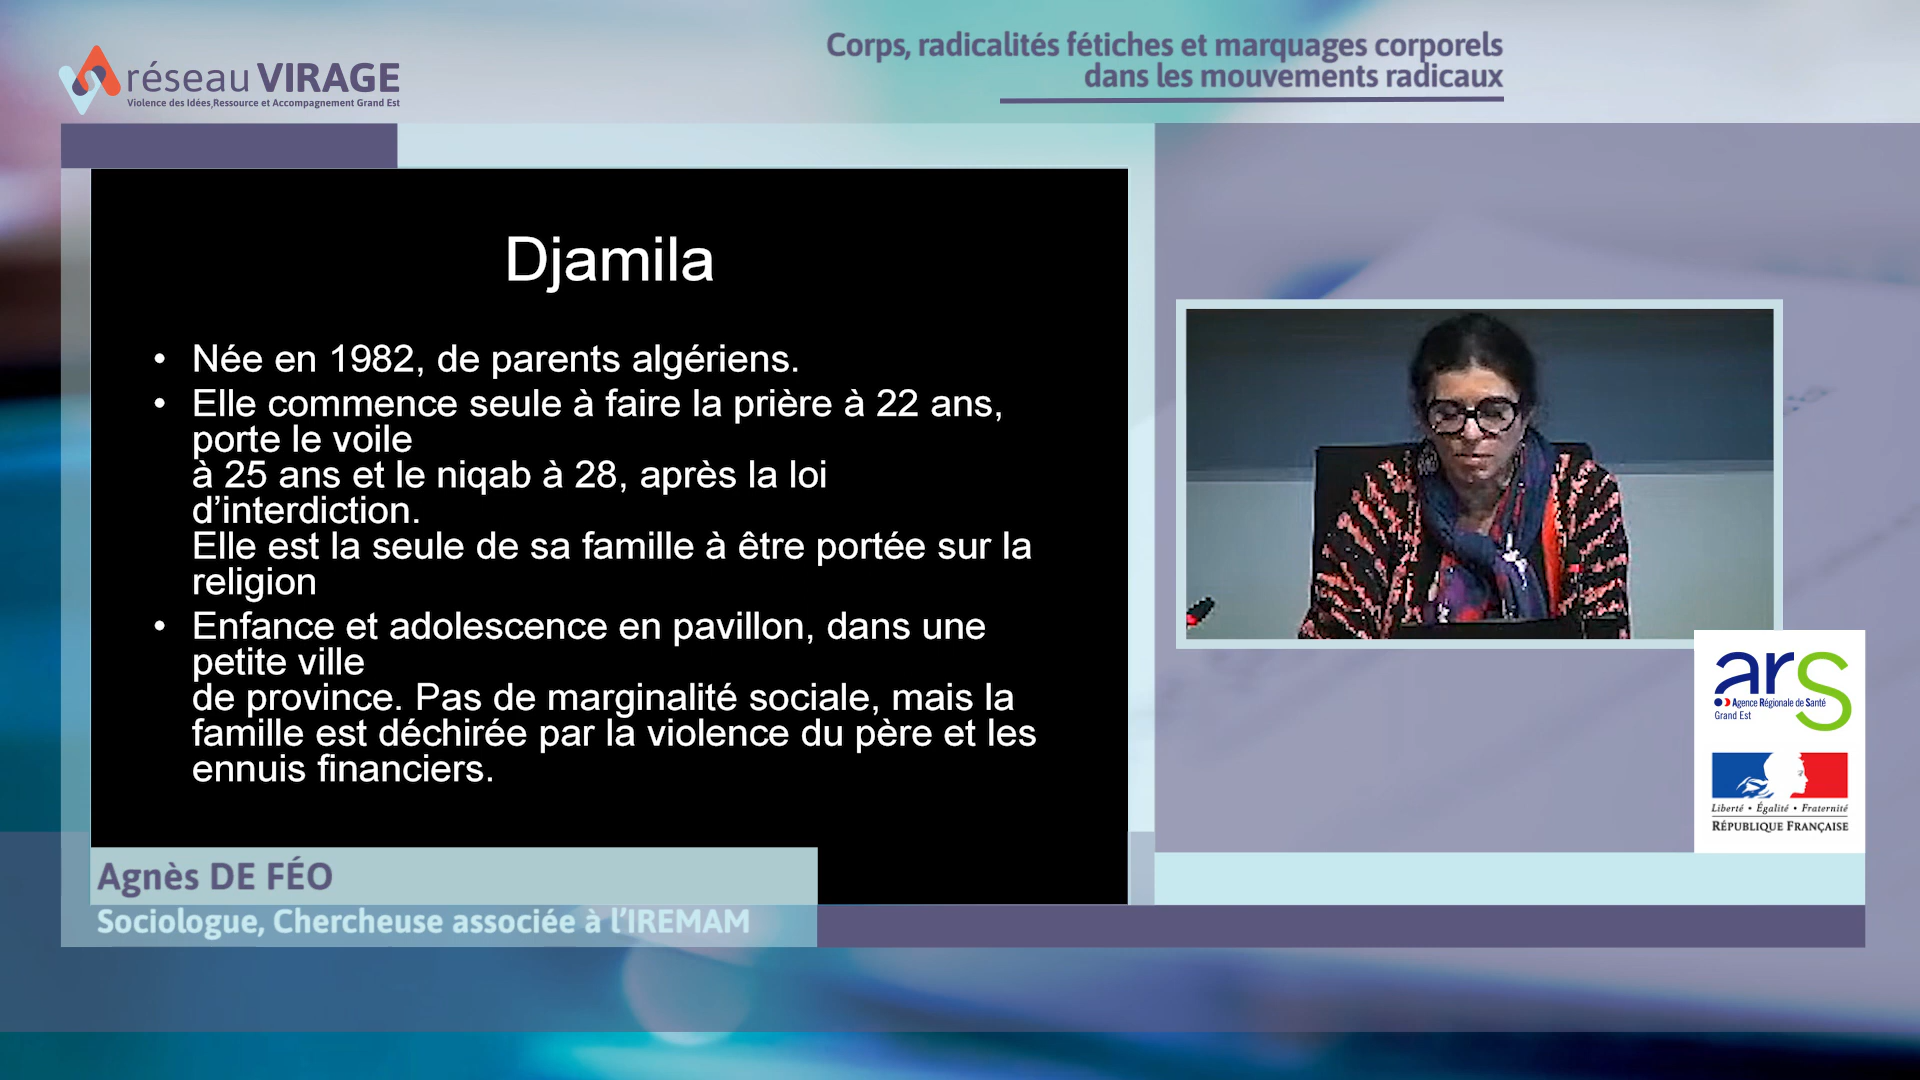 réseau VIRAGE
Violence des Idées,Ressource et Accompagnement Grand Est
Corps, radicalités fétiches et marquages corporels
dans les mouvements radicaux
Djamila
• Née en 1982, de parents algériens.
• Elle commence seule à faire la prière à 22 ans,
porte le voile
à 25 ans et le niqab à 28, après la loi
d’interdiction.
Elle est la seule de sa famille à être portée sur la
religion
• Enfance et adolescence en pavillon, dans une
petite ville
de province. Pas de marginalité sociale, mais la
famille est déchirée par la violence du père et les
ennuis financiers.
Agnès DE FÉO
Sociologue, Chercheuse associée à l’IREMAM
ars
Agence Régionale de Santé
Grand Est
Liberté • Égalité • Fraternité
RÉPUBLIQUE FRANÇAISE